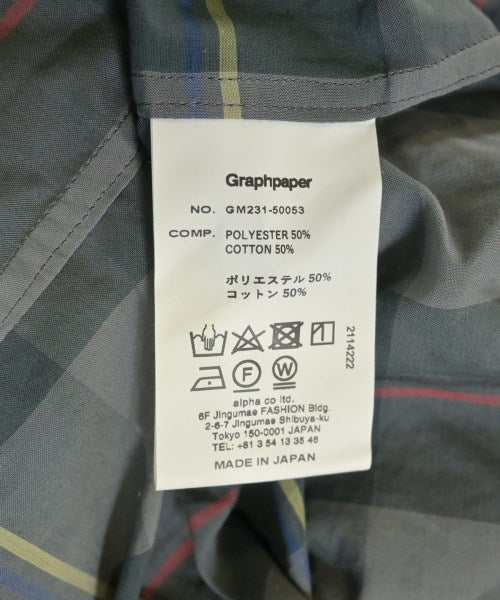 Graphpaper
NO. GM231-50053
COMP. POLYESTER 50%
COTTON 50%
ポリエステル 50%
コットン 50%
F W
2114222
alpha co ltd.
6F Jingumae FASHION Bldg.
2-6-7 Jingumae Shibuya-ku
Tokyo 150-0001 JAPAN
TEL: +81 3 54 13 35 46
MADE IN JAPAN